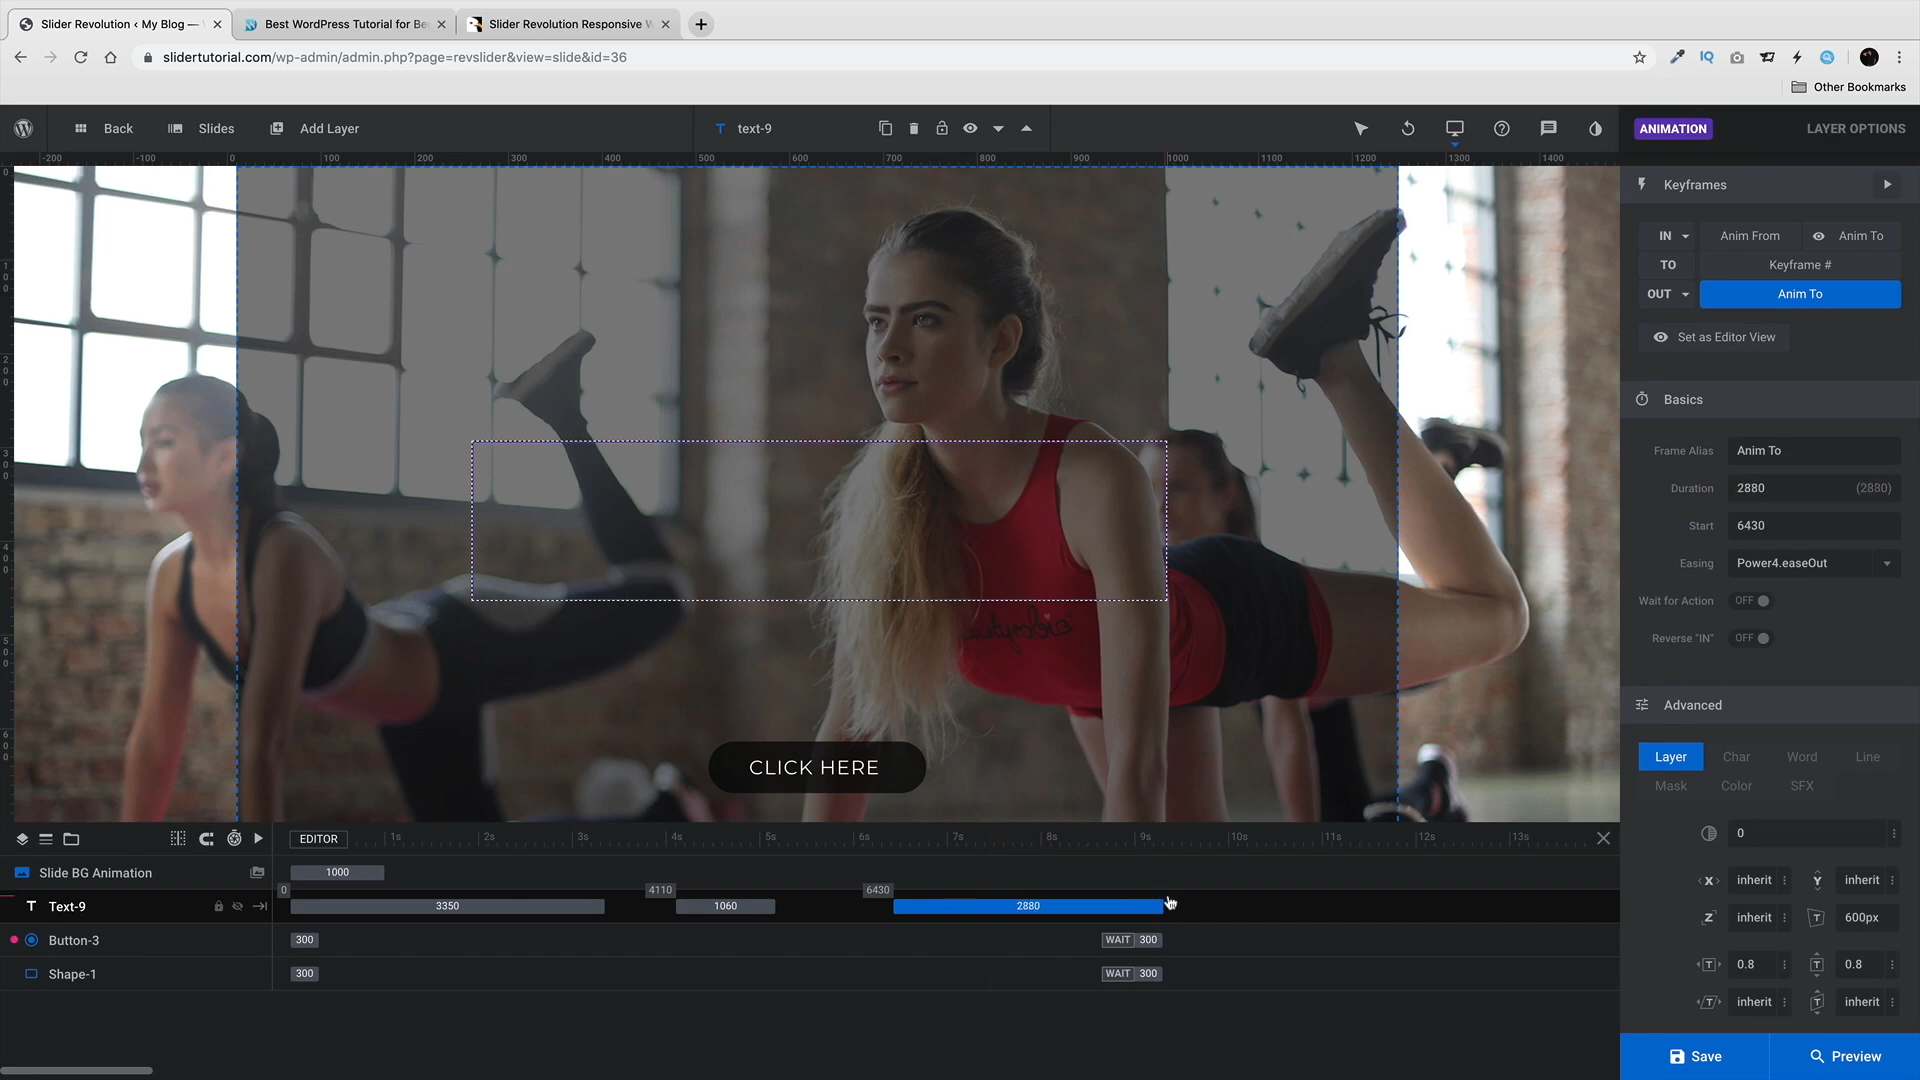 Slider Revolution ‹ My Blog —
Best WordPress Tutorial for Be
Slider Revolution Responsive W
slidertutorial.com/wp-admin/admin.php?page=revslider&view=slide&id=36
IQ
Other Bookmarks
Back
Slides
Add Layer
T text-9
ANIMATION
LAYER OPTIONS
-200 -100 0 100 200 300 400 500 600 700 800 900 1000 1100 1200 1300 1400
Keyframes
IN
Anim From
Anim To
TO
Keyframe #
OUT
Anim To
Set as Editor View
Basics
Frame Alias
Anim To
Duration
2880
(2880)
Start
6430
Easing
Power4.easeOut
Wait for Action
OFF
Reverse "IN"
OFF
Advanced
Layer
Char
Word
Line
Mask
Color
SFX
0
X inherit
Y inherit
Z inherit
T 600px
T 0.8
T 0.8
T inherit
T inherit
Save
Preview
CLICK HERE
EDITOR
1s 2s 3s 4s 5s 6s 7s 8s 9s 10s 11s 12s 13s
Slide BG Animation
1000
0
4110
6430
T Text-9
3350
1060
2880
Button-3
300
WAIT 300
Shape-1
300
WAIT 300